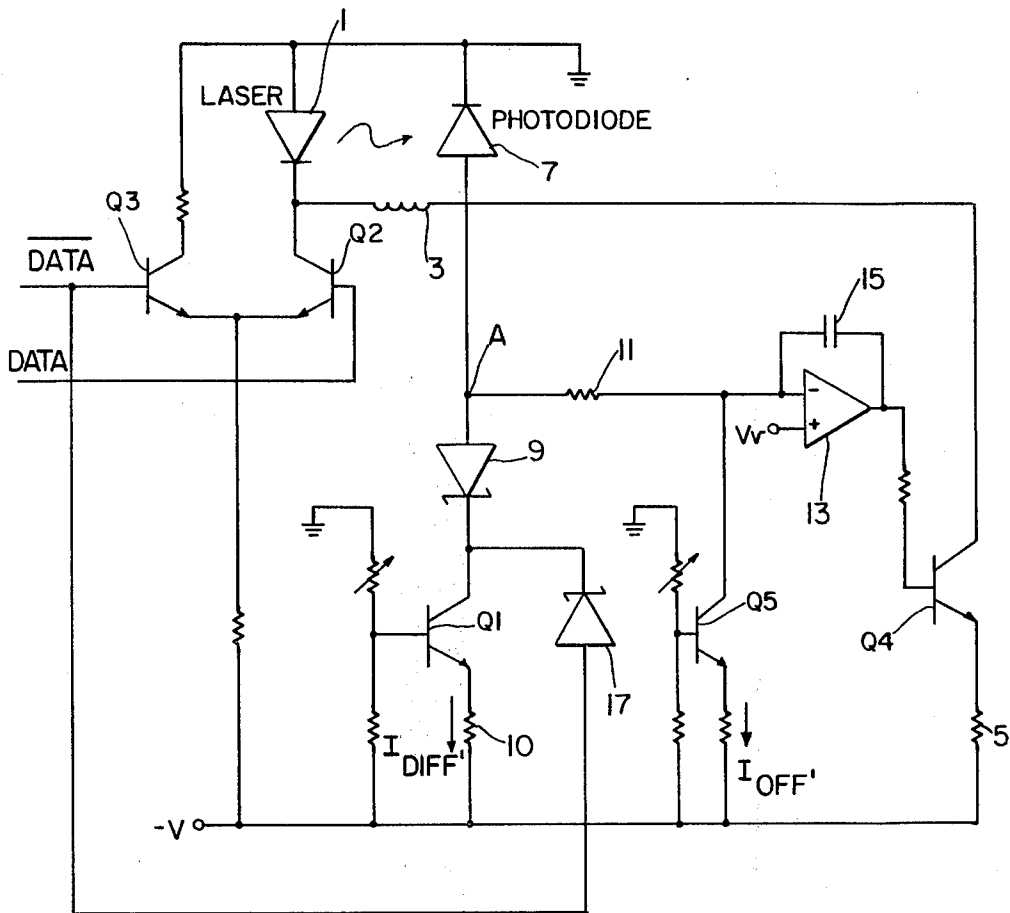 1
LASER
PHOTODIODE
7
Q3
Q2
3
DATA
DATA
15
A
11
-
+
Vv
13
9
Q1
Q5
Q4
17
10
5
I DIFF'
I OFF'
-V